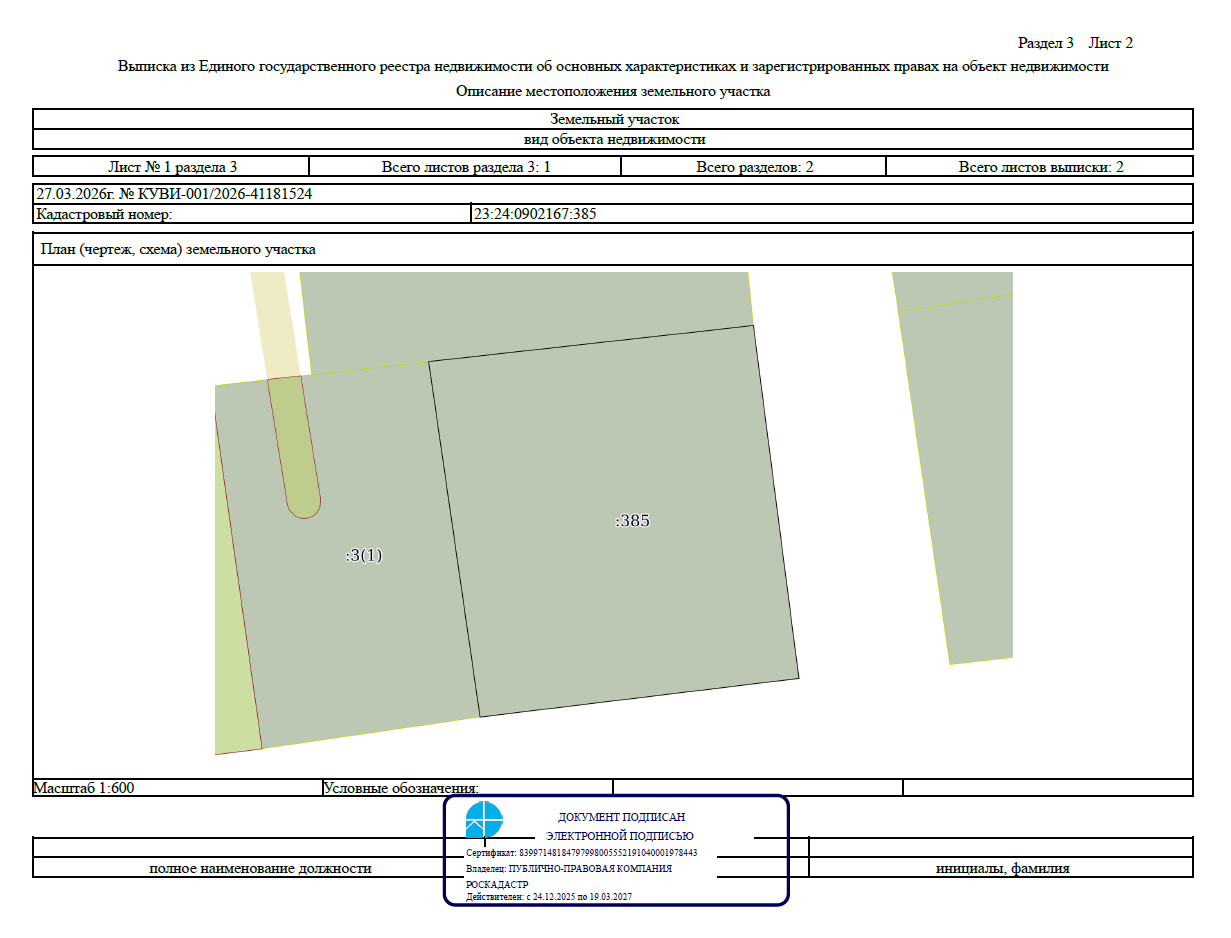 Раздел 3 Лист 2
Выписка из Единого государственного реестра недвижимости об основных характеристиках и зарегистрированных правах на объект недвижимости
Описание местоположения земельного участка
Земельный участок
вид объекта недвижимости
Лист № 1 раздела 3 Всего листов раздела 3: 1 Всего разделов: 2 Всего листов выписки: 2
27.03.2026г. № КУВИ-001/2026-41181524
Кадастровый номер: 23:24:0902167:385
План (чертеж, схема) земельного участка
:385
:3(1)
Масштаб 1:600 Условные обозначения:
ДОКУМЕНТ ПОДПИСАН
ЭЛЕКТРОННОЙ ПОДПИСЬЮ
Сертификат: 83997148184797998005552191040001978443
Владелец: ПУБЛИЧНО-ПРАВОВАЯ КОМПАНИЯ
РОСКАДАСТР
Действителен: с 24.12.2025 по 19.03.2027
полное наименование должности инициалы, фамилия